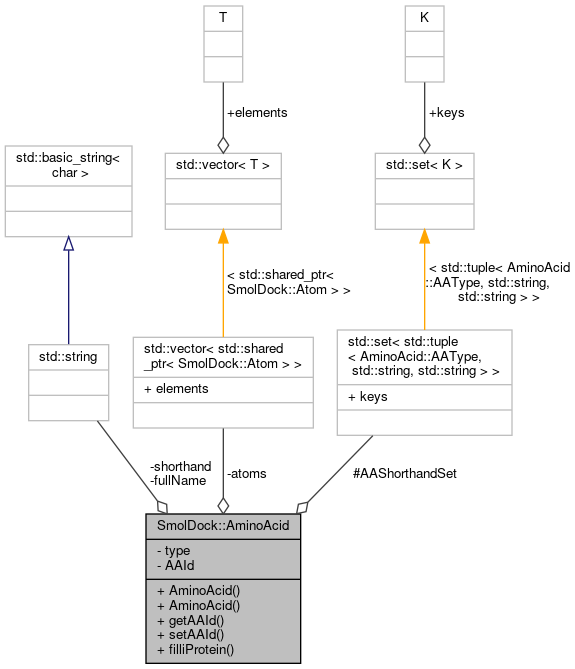 T
K
+elements
+keys
std::basic_string<
char >
std::vector< T >
std::set< K >
< std::shared_ptr<
SmolDock::Atom > >
< std::tuple< AminoAcid
::AAType, std::string,
std::string > >
std::string
std::vector< std::shared
_ptr< SmolDock::Atom > >
+ elements
std::set< std::tuple
< AminoAcid::AAType,
std::string, std::string > >
+ keys
-shorthand
-fullName
-atoms
#AAShorthandSet
SmolDock::AminoAcid
- type
- AAId
+ AminoAcid()
+ AminoAcid()
+ getAAId()
+ setAAId()
+ filliProtein()